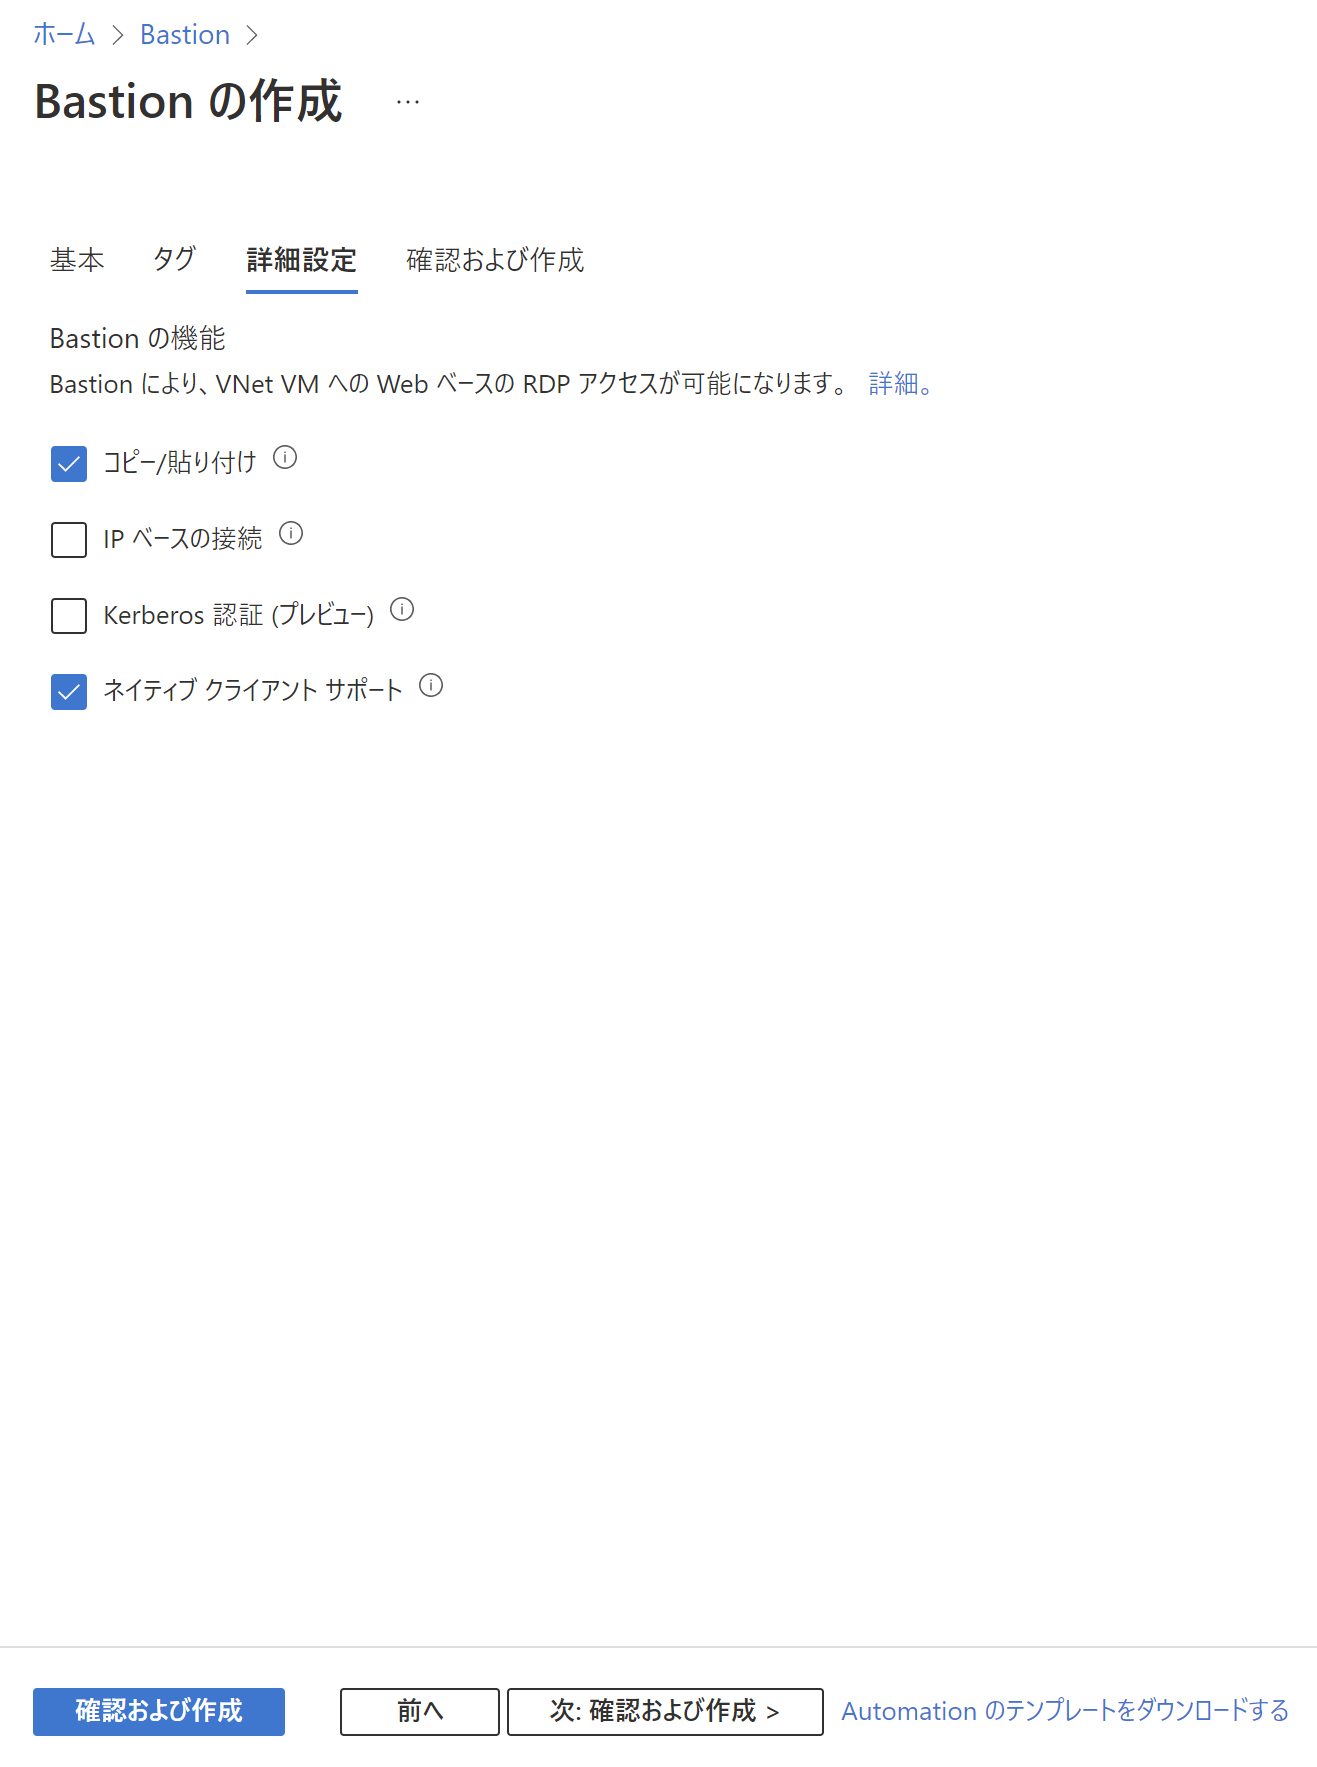 ホーム > Bastion >
Bastion の作成 …
基本 タグ 詳細設定 確認および作成
Bastion の機能
Bastion により、VNet VM への Web ベースの RDP アクセスが可能になります。 詳細。
コピー/貼り付け
IP ベースの接続
Kerberos 認証 (プレビュー)
ネイティブ クライアント サポート
確認および作成 前へ 次: 確認および作成 > Automation のテンプレートをダウンロードする